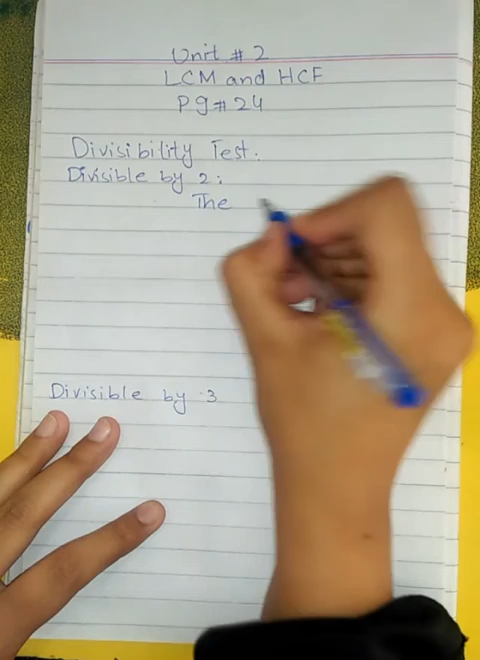 Unit # 2
LCM and HCF
Pg # 24
Divisibility Test:
Divisible by 2:
The
Divisible by 3